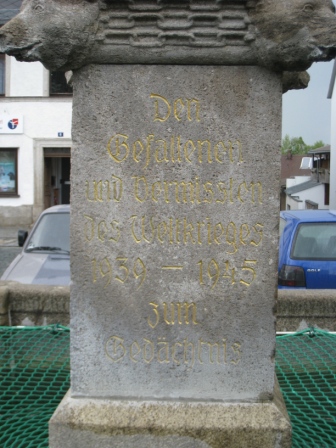 Den
Gefallenen
und Vermissten
des Weltkrieges
1939 – 1945
zum
Gedächtnis